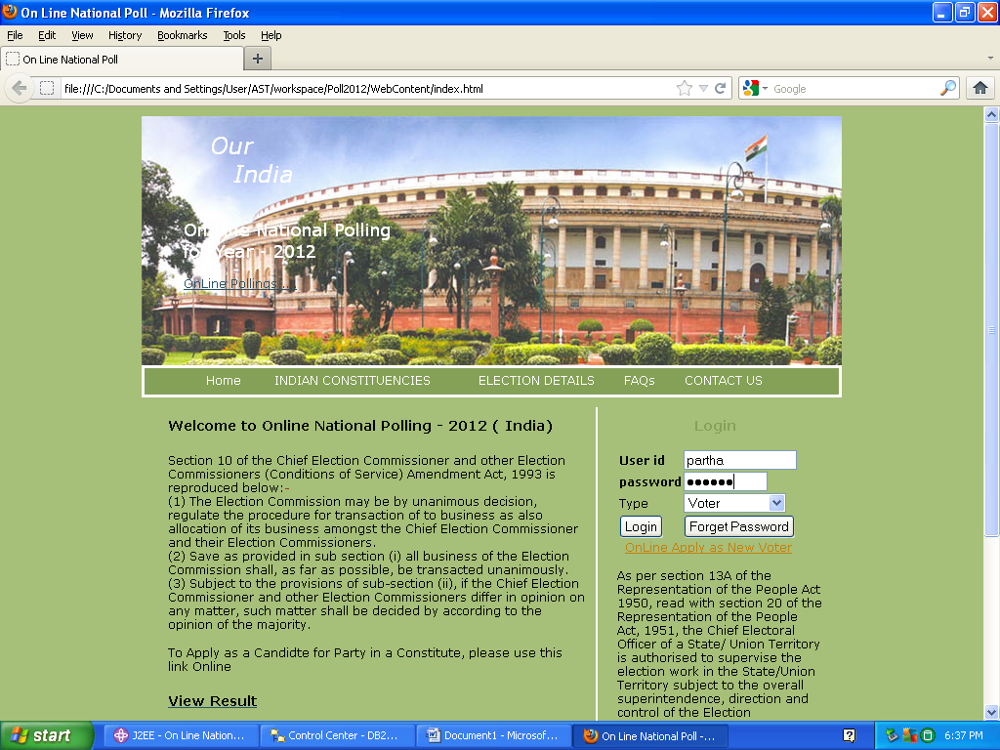 On Line National Poll - Mozilla Firefox
File Edit View History Bookmarks Tools Help
On Line National Poll
file:///C:/Documents and Settings/User/AST/workspace/Poll2012/WebContent/index.html
Google
Our
India
OnLine National Polling
for Year - 2012
OnLine Pollings ....
Home INDIAN CONSTITUENCIES ELECTION DETAILS FAQs CONTACT US
Welcome to Online National Polling - 2012 ( India)
Section 10 of the Chief Election Commissioner and other Election
Commissioners (Conditions of Service) Amendment Act, 1993 is
reproduced below:-
(1) The Election Commission may be by unanimous decision,
regulate the procedure for transaction of to business as also
allocation of its business amongst the Chief Election Commissioner
and their Election Commissioners.
(2) Save as provided in sub section (i) all business of the Election
Commission shall, as far as possible, be transacted unanimously.
(3) Subject to the provisions of sub-section (ii), if the Chief Election
Commissioner and other Election Commissioners differ in opinion on
any matter, such matter shall be decided by according to the
opinion of the majority.
To Apply as a Candidte for Party in a Constitute, please use this
link Online
View Result
Login
User id partha
password ••••••
Type Voter
Login Forget Password
OnLine Apply as New Voter
As per section 13A of the
Representation of the People Act
1950, read with section 20 of the
Representation of the People
Act, 1951, the Chief Electoral
Officer of a State/ Union Territory
is authorised to supervise the
election work in the State/Union
Territory subject to the overall
superintendence, direction and
control of the Election
start J2EE - On Line Nation... Control Center - DB2... Document1 - Microsof... On Line National Poll -... 6:37 PM